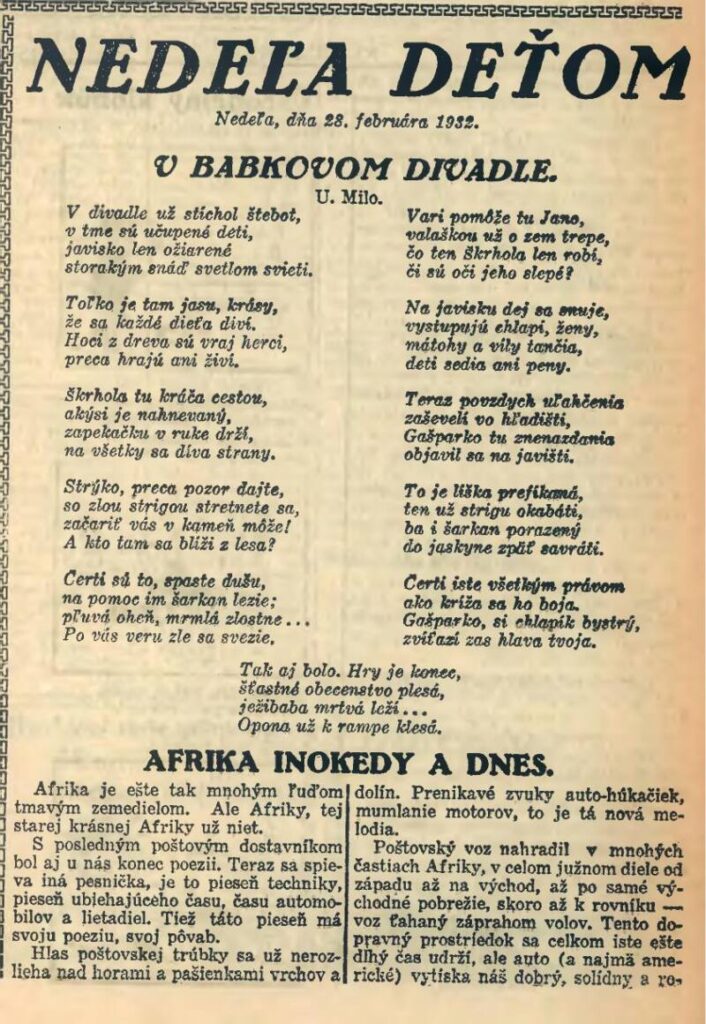 NEDEĽA DEŤOM
Nedeľa, dňa 28. februára 1932.
V BABKOVOM DIVADLE.
U. Milo.
V divadle už stíchol štebot,
v tme sú učupené deti,
javisko len ožiarené
storakým snáď svetlom svieti.
Toľko je tam jasu, krásy,
že sa každé dieťa diví.
Hoci z dreva sú vraj herci,
preca hrajú ani živí.
Škrhola tu kráča cestou,
akýsi je nahnevaný,
zapekačku v ruke drží,
na všetky sa díva strany.
Strýko, preca pozor dajte,
so zlou strigou stretnete sa,
začariť vás v kameň môže!
A kto tam sa blíži z lesa?
Čerti sú to, spaste dušu,
na pomoc im šarkan lezie;
pľuvá oheň, mrmlá zlostne...
Po vás veru zle sa svezie.
Vari pomôže tu Jano,
valaškou už o zem trepe,
čo ten Škrhola len robí,
či sú oči jeho slepé?
Na javisku dej sa snuje,
vystupujú chlapi, ženy,
mátohy a víly tančia,
deti sedia ani peny.
Teraz povzdych uľahčenia
zaševelí vo hľadišti,
Gašparko tu znenazdania
objavil sa na javišti.
To je líška prefíkaná,
ten už strigu okabáti,
ba i šarkan porazený
do jaskyne zpäť savráti.
Čerti iste všetkým právom
ako kríža sa ho boja.
Gašparko, si chlapík bystrý,
zvíťazí zas hlava tvoja.
Tak aj bolo. Hry je konec,
šťastné obecenstvo plesá,
ježibaba mrtvá leží...
Opona už k rampe klesá.
AFRIKA INOKEDY A DNES.
Afrika je ešte tak mnohým ľuďom
tmavým zemedielom. Ale Afriky, tej
starej krásnej Afriky už niet.
S posledným poštovým dostavníkom
bol aj u nás konec poezii. Teraz sa spie-
va iná pesnička, je to pieseň techniky,
pieseň ubiehajúceho času, času automo-
bilov a lietadiel. Tiež táto pieseň má
svoju poeziu, svoj pôvab.
Hlas poštovskej trúbky sa už neroz-
lieha nad horami a pašienkami vrchov a
dolín. Prenikavé zvuky auto-húkačiek,
mumlanie motorov, to je tá nová me-
lodia.
Poštovský voz nahradil v mnohých
častiach Afriky, v celom južnom diele od
západu až na východ, až po samé vý-
chodné pobrežie, skoro až k rovníku —
voz ťahaný záprahom volov. Tento do-
pravný prostriedok sa celkom iste ešte
dlhý čas udrží, ale auto (a najmä ame-
rické) vytíska náš dobrý, solídny a ro-